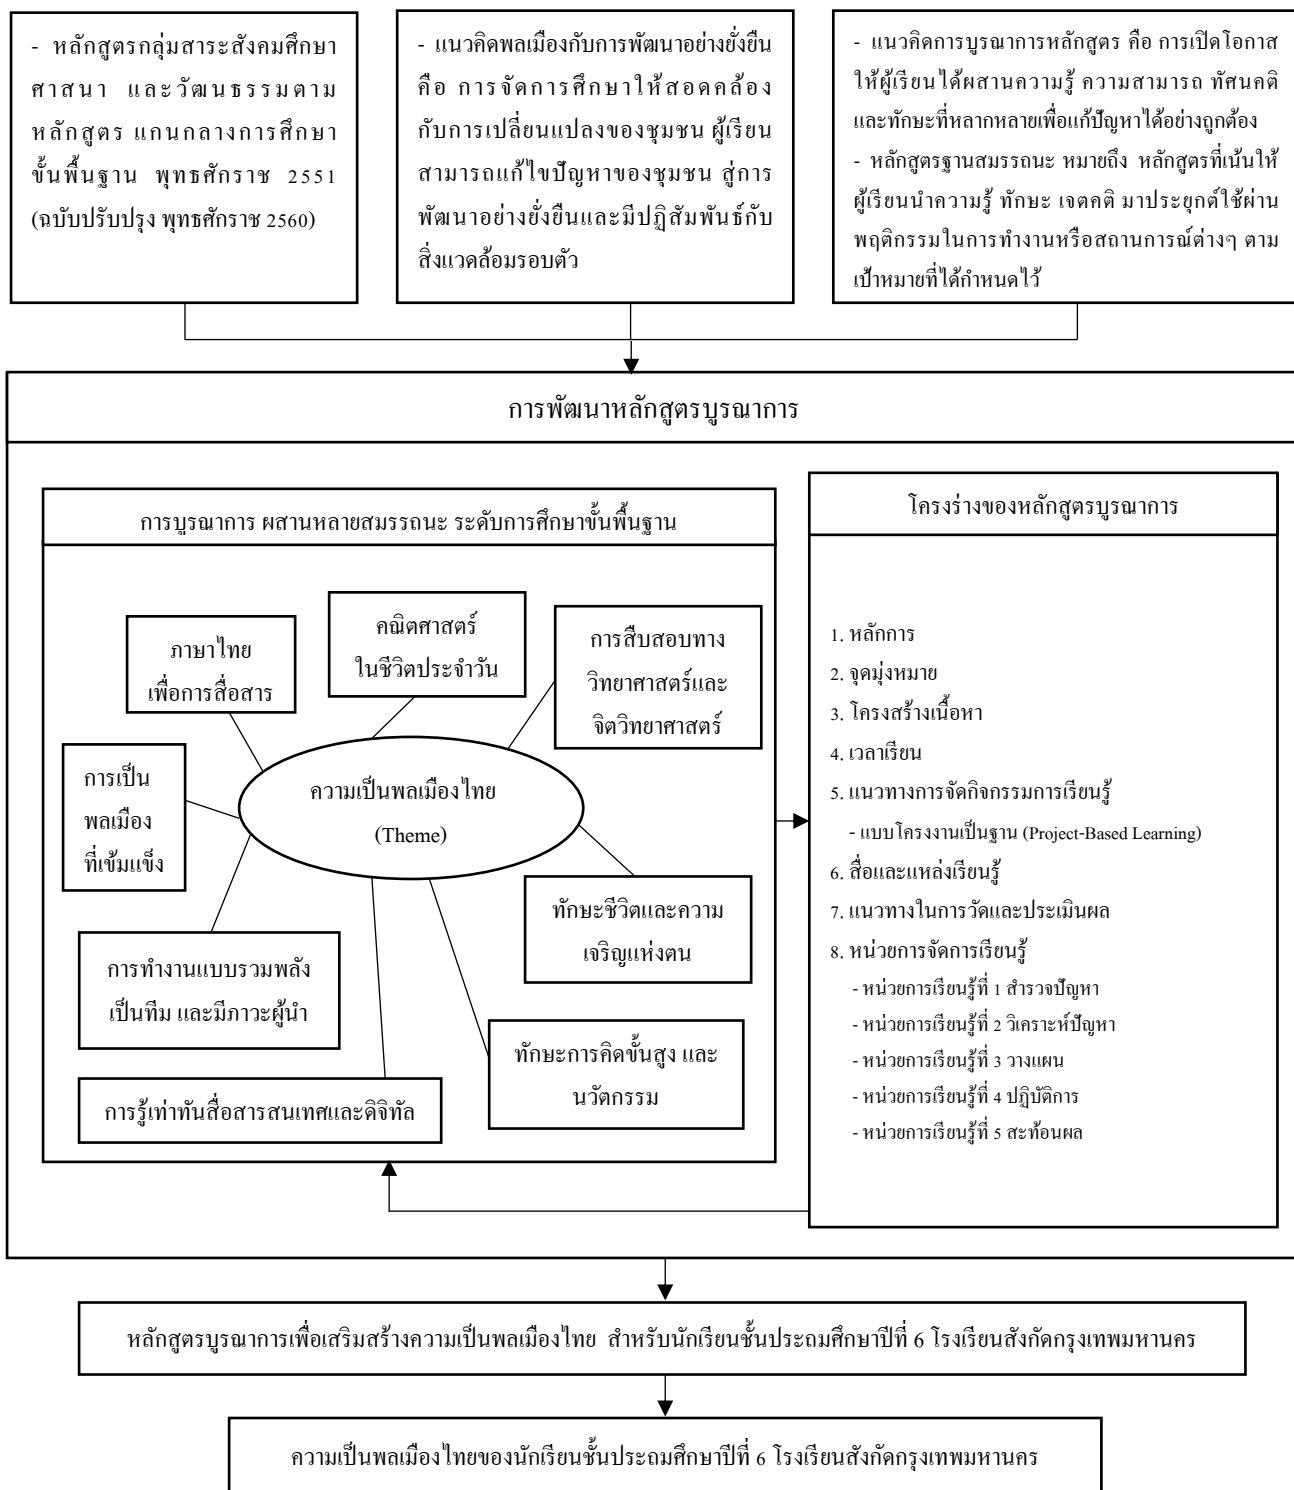 - หลักสูตรกลุ่มสาระสังคมศึกษา
ศาสนา และวัฒนธรรมตาม
หลักสูตร แกนกลางการศึกษา
ขั้นพื้นฐาน พุทธศักราช 2551
(ฉบับปรับปรุง พุทธศักราช 2560)
- แนวคิดพลเมืองกับการพัฒนาอย่างยั่งยืน
คือ การจัดการศึกษาให้สอดคล้อง
กับการเปลี่ยนแปลงของชุมชน ผู้เรียน
สามารถแก้ไขปัญหาของชุมชน สู่การ
พัฒนาอย่างยั่งยืนและมีปฏิสัมพันธ์กับ
สิ่งแวดล้อมรอบตัว
- แนวคิดการบูรณาการหลักสูตร คือ การเปิดโอกาส
ให้ผู้เรียนได้ผสานความรู้ ความสามารถ ทัศนคติ
และทักษะที่หลากหลายเพื่อแก้ปัญหาได้อย่างถูกต้อง
- หลักสูตรฐานสมรรถนะ หมายถึง หลักสูตรที่เน้นให้
ผู้เรียนนำความรู้ ทักษะ เจตคติ มาประยุกต์ใช้ผ่าน
พฤติกรรมในการทำงานหรือสถานการณ์ต่างๆ ตาม
เป้าหมายที่ได้กำหนดไว้
การพัฒนาหลักสูตรบูรณาการ
การบูรณาการ ผสานหลายสมรรถนะ ระดับการศึกษาขั้นพื้นฐาน
ภาษาไทย
เพื่อการสื่อสาร
คณิตศาสตร์
ในชีวิตประจำวัน
การสืบสอบทาง
วิทยาศาสตร์และ
จิตวิทยาศาสตร์
การเป็น
พลเมือง
ที่เข้มแข็ง
ความเป็นพลเมืองไทย
(Theme)
ทักษะชีวิตและความ
เจริญแห่งตน
การทำงานแบบรวมพลัง
เป็นทีม และมีภาวะผู้นำ
ทักษะการคิดขั้นสูง และ
นวัตกรรม
การรู้เท่าทันสื่อสารสนเทศและดิจิทัล
โครงร่างของหลักสูตรบูรณาการ
1. หลักการ
2. จุดมุ่งหมาย
3. โครงสร้างเนื้อหา
4. เวลาเรียน
5. แนวทางการจัดกิจกรรมการเรียนรู้
- แบบโครงงานเป็นฐาน (Project-Based Learning)
6. สื่อและแหล่งเรียนรู้
7. แนวทางในการวัดและประเมินผล
8. หน่วยการจัดการเรียนรู้
- หน่วยการเรียนรู้ที่ 1 สำรวจปัญหา
- หน่วยการเรียนรู้ที่ 2 วิเคราะห์ปัญหา
- หน่วยการเรียนรู้ที่ 3 วางแผน
- หน่วยการเรียนรู้ที่ 4 ปฏิบัติการ
- หน่วยการเรียนรู้ที่ 5 สะท้อนผล
หลักสูตรบูรณาการเพื่อเสริมสร้างความเป็นพลเมืองไทย สำหรับนักเรียนชั้นประถมศึกษาปีที่ 6 โรงเรียนสังกัดกรุงเทพมหานคร
ความเป็นพลเมืองไทยของนักเรียนชั้นประถมศึกษาปีที่ 6 โรงเรียนสังกัดกรุงเทพมหานคร